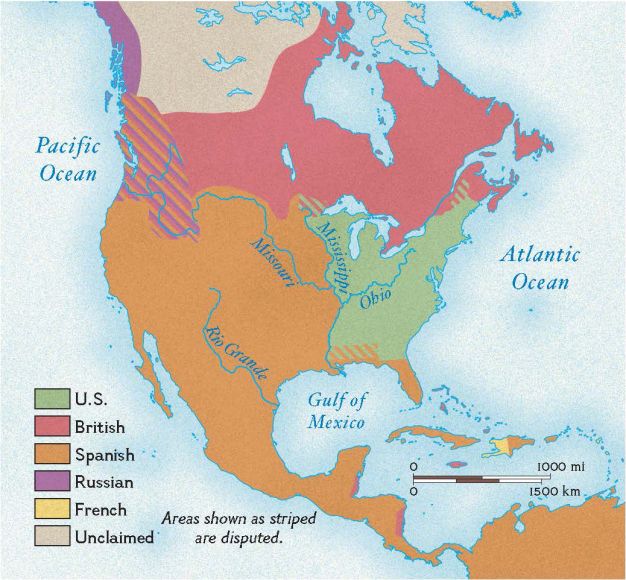 Pacific
Ocean
Missouri
Mississippi
Ohio
Atlantic
Ocean
Rio Grande
Gulf of
Mexico
U.S.
British
Spanish
Russian
French
Unclaimed
Areas shown as striped
are disputed.
0 1000 mi
0 1500 km